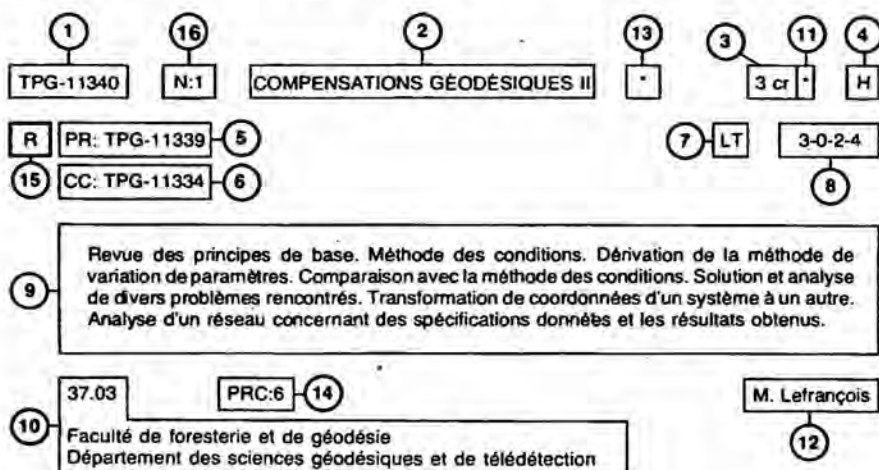 1 16 2 13 3 11 4
TPG-11340 N:1 COMPENSATIONS GÉODÉSIQUES II * 3 cr * H
R PR: TPG-11339 5 7 LT 3-0-2-4
15 CC: TPG-11334 6 8
Revue des principes de base. Méthode des conditions. Dérivation de la méthode de
variation de paramètres. Comparaison avec la méthode des conditions. Solution et analyse
9
de divers problèmes rencontrés. Transformation de coordonnées d'un système à un autre.
Analyse d'un réseau concernant des spécifications données et les résultats obtenus.
37.03 PRC:6 14 M. Lefrançois
10 12
Faculté de foresterie et de géodésie
Département des sciences géodésiques et de télédétection